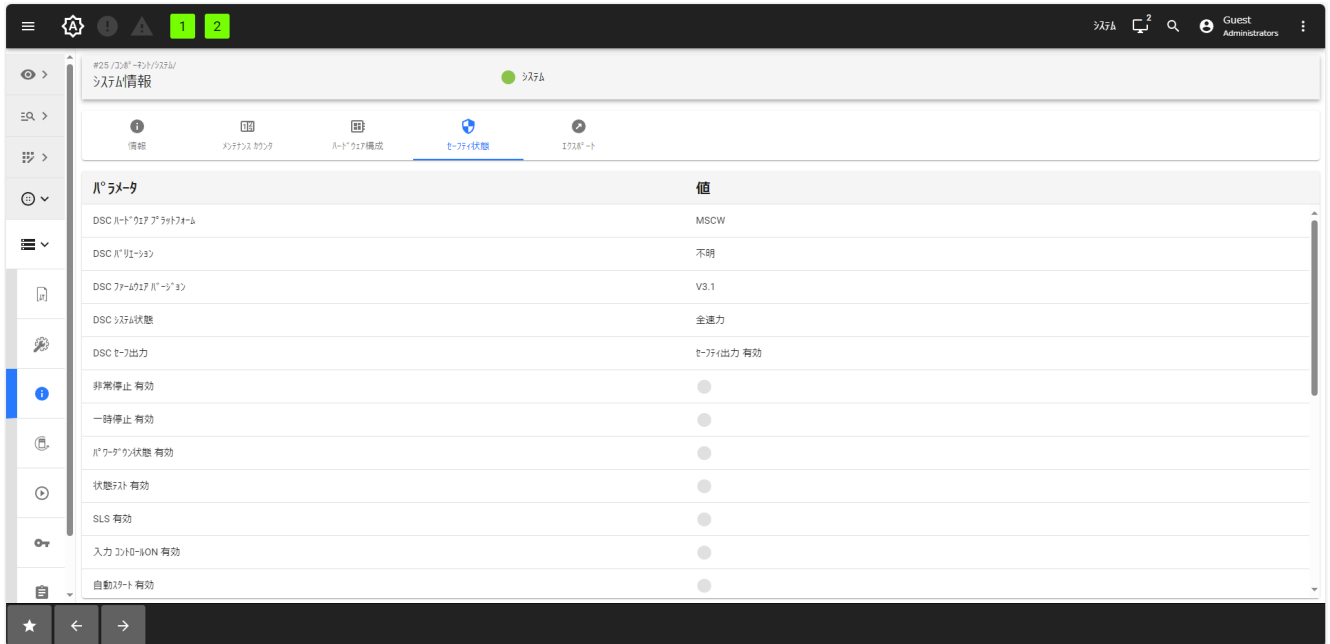 1 2
ｼｽﾃﾑ 2 Guest
Administrators
#25 /ｺﾝﾎﾟｰﾈﾝﾄ/ｼｽﾃﾑ/
ｼｽﾃﾑ情報
ｼｽﾃﾑ
情報 ﾒﾝﾃﾅﾝｽ ｶｳﾝﾀ ﾊｰﾄﾞｳｪｱ構成 ｾｰﾌﾃｨ状態 ｴｸｽﾎﾟｰﾄ
ﾊﾟﾗﾒｰﾀ 値
DSC ﾊｰﾄﾞｳｪｱ ﾌﾟﾗｯﾄﾌｫｰﾑ MSCW
DSC ﾊﾞﾘｴｰｼｮﾝ 不明
DSC ﾌｧｰﾑｳｪｱ ﾊﾞｰｼﾞｮﾝ V3.1
DSC ｼｽﾃﾑ状態 全速力
DSC ｾｰﾌ出力 ｾｰﾌﾃｨ出力 有効
非常停止 有効
一時停止 有効
ﾊﾟﾜｰﾀﾞｳﾝ状態 有効
状態ﾃｽﾄ 有効
SLS 有効
入力 ｺﾝﾄﾛｰﾙON 有効
自動ｽﾀｰﾄ 有効